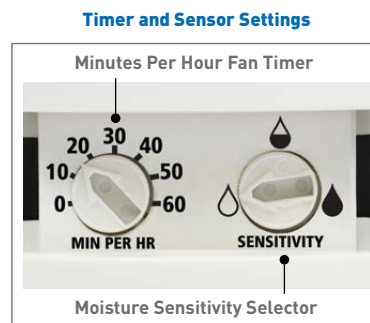 Timer and Sensor Settings
Minutes Per Hour Fan Timer
30
20 40
10 50
0 60
MIN PER HR
SENSITIVITY
Moisture Sensitivity Selector